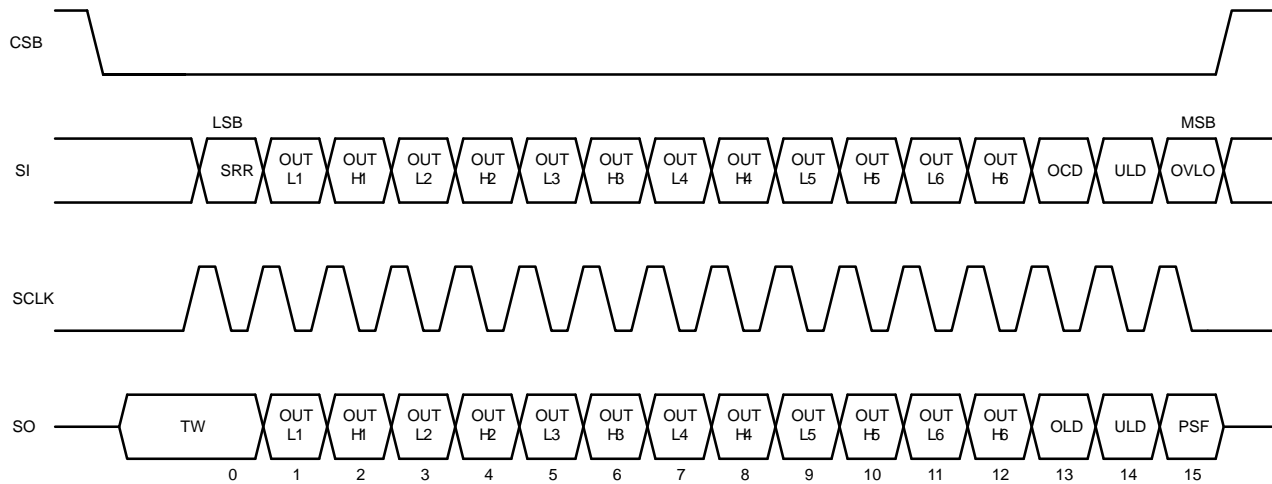 CSB
LSB
MSB
SI
SRR
OUT
L1
OUT
H1
OUT
L2
OUT
H2
OUT
L3
OUT
H3
OUT
L4
OUT
H4
OUT
L5
OUT
H5
OUT
L6
OUT
H6
OCD
ULD
OVLO
SCLK
SO
TW
OUT
L1
OUT
H1
OUT
L2
OUT
H2
OUT
L3
OUT
H3
OUT
L4
OUT
H4
OUT
L5
OUT
H5
OUT
L6
OUT
H6
OLD
ULD
PSF
0 1 2 3 4 5 6 7 8 9 10 11 12 13 14 15